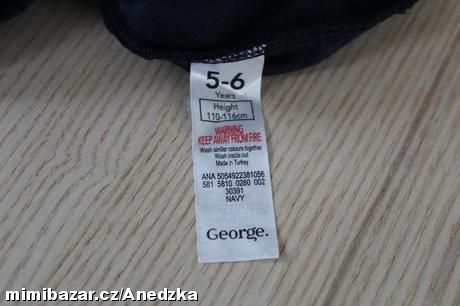 5-6
Years
Height
110-116cm
WARNING
KEEP AWAY FROM FIRE
Wash similar colours together
Wash inside out
Made in Turkey
ANA 5054922381056
581 5810 0280 002
30391
NAVY
George.
mimibazar.cz/Anedzka